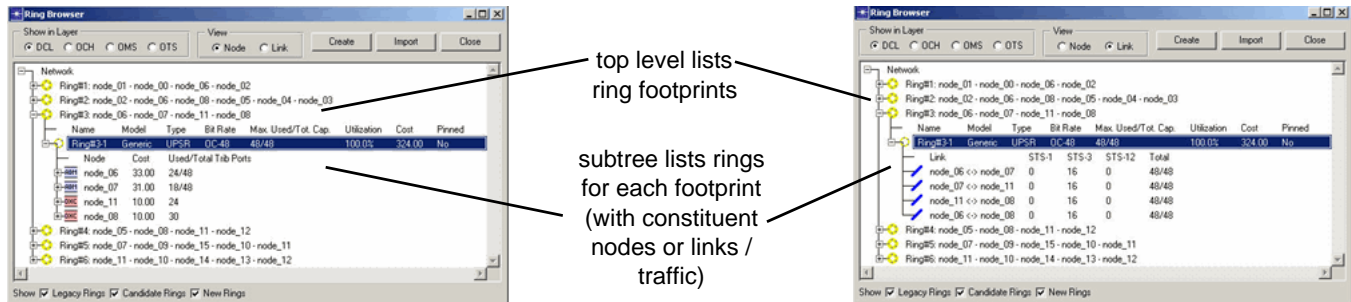 Ring Browser
Show in Layer
DCL OCH OMS OTS
View
Node Link
Create Import Close
Network
Ring#1: node_01 - node_00 - node_06 - node_02
Ring#2: node_02 - node_06 - node_08 - node_05 - node_04 - node_03
Ring#3: node_06 - node_07 - node_11 - node_08
Name Model Type Bit Rate Max. Used/Tot. Cap. Utilization Cost Pinned
Ring#3-1 Generic UPSR OC-48 48/48 100.0% 324.00 No
Node Cost Used/Total Trib Ports
ADM node_06 33.00 24/48
ADM node_07 31.00 18/48
OXC node_11 10.00 24
OXC node_08 10.00 30
Ring#4: node_05 - node_08 - node_11 - node_12
Ring#5: node_07 - node_09 - node_15 - node_10 - node_11
Ring#6: node_11 - node_10 - node_14 - node_13 - node_12
Show Legacy Rings Candidate Rings New Rings
top level lists
ring footprints
subtree lists rings
for each footprint
(with constituent
nodes or links /
traffic)
Ring Browser
Show in Layer
DCL OCH OMS OTS
View
Node Link
Create Import Close
Network
Ring#1: node_01 - node_00 - node_06 - node_02
Ring#2: node_02 - node_06 - node_08 - node_05 - node_04 - node_03
Ring#3: node_06 - node_07 - node_11 - node_08
Name Model Type Bit Rate Max. Used/Tot. Cap. Utilization Cost Pinned
Ring#3-1 Generic UPSR OC-48 48/48 100.0% 324.00 No
Link STS-1 STS-3 STS-12 Total
node_06 <-> node_07 0 16 0 48/48
node_07 <-> node_11 0 16 0 48/48
node_11 <-> node_08 0 16 0 48/48
node_06 <-> node_08 0 16 0 48/48
Ring#4: node_05 - node_08 - node_11 - node_12
Ring#5: node_07 - node_09 - node_15 - node_10 - node_11
Ring#6: node_11 - node_10 - node_14 - node_13 - node_12
Show Legacy Rings Candidate Rings New Rings